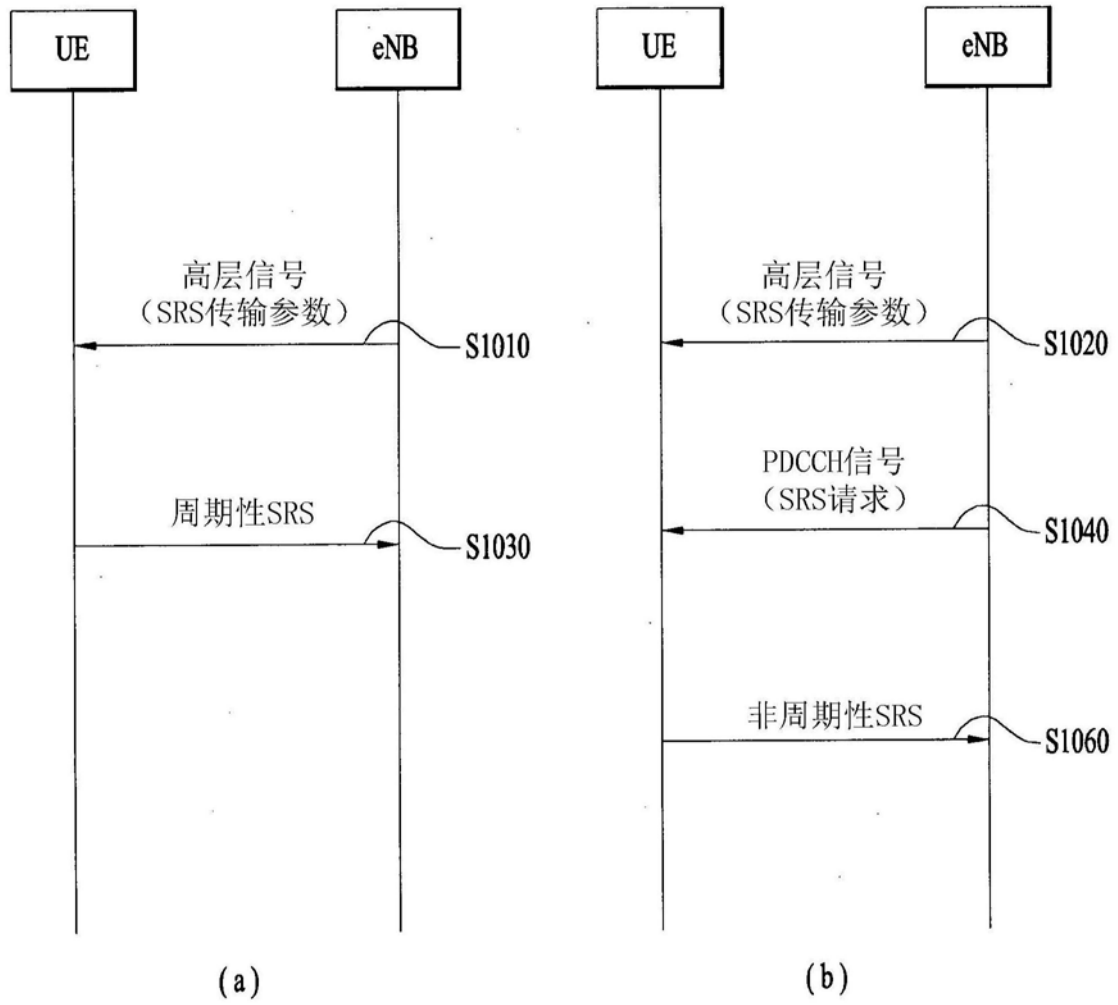 UE
eNB
高层信号
（SRS传输参数）
S1010
周期性SRS
S1030
(a)
UE
eNB
高层信号
（SRS传输参数）
S1020
PDCCH信号
（SRS请求）
S1040
非周期性SRS
S1060
(b)